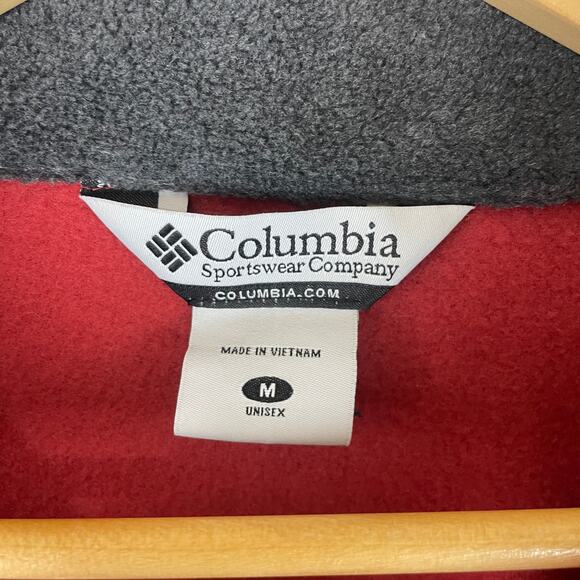 Columbia
Sportswear Company
COLUMBIA.COM
MADE IN VIETNAM
M
UNISEX